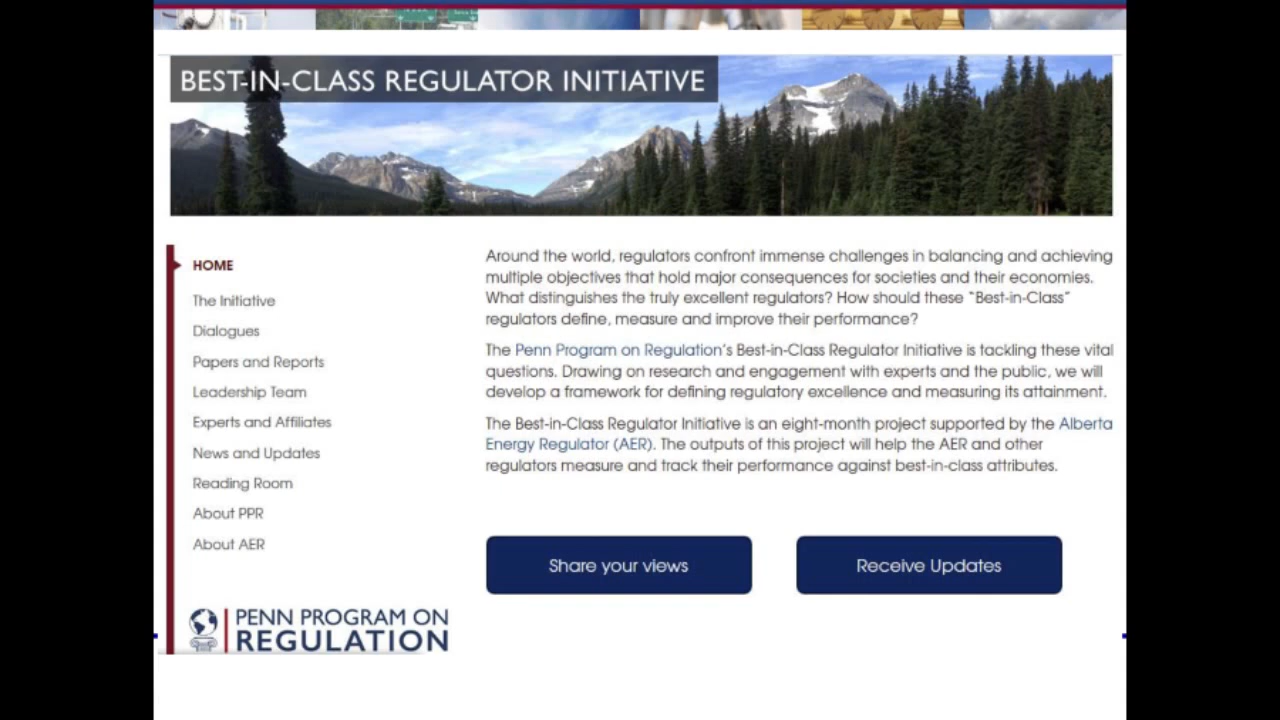 BEST-IN-CLASS REGULATOR INITIATIVE
HOME
The Initiative
Dialogues
Papers and Reports
Leadership Team
Experts and Affiliates
News and Updates
Reading Room
About PPR
About AER
PENN PROGRAM ON
REGULATION
Around the world, regulators confront immense challenges in balancing and achieving
multiple objectives that hold major consequences for societies and their economies.
What distinguishes the truly excellent regulators? How should these “Best-in-Class”
regulators define, measure and improve their performance?
The Penn Program on Regulation’s Best-in-Class Regulator Initiative is tackling these vital
questions. Drawing on research and engagement with experts and the public, we will
develop a framework for defining regulatory excellence and measuring its attainment.
The Best-in-Class Regulator Initiative is an eight-month project supported by the Alberta
Energy Regulator (AER). The outputs of this project will help the AER and other
regulators measure and track their performance against best-in-class attributes.
Share your views
Receive Updates